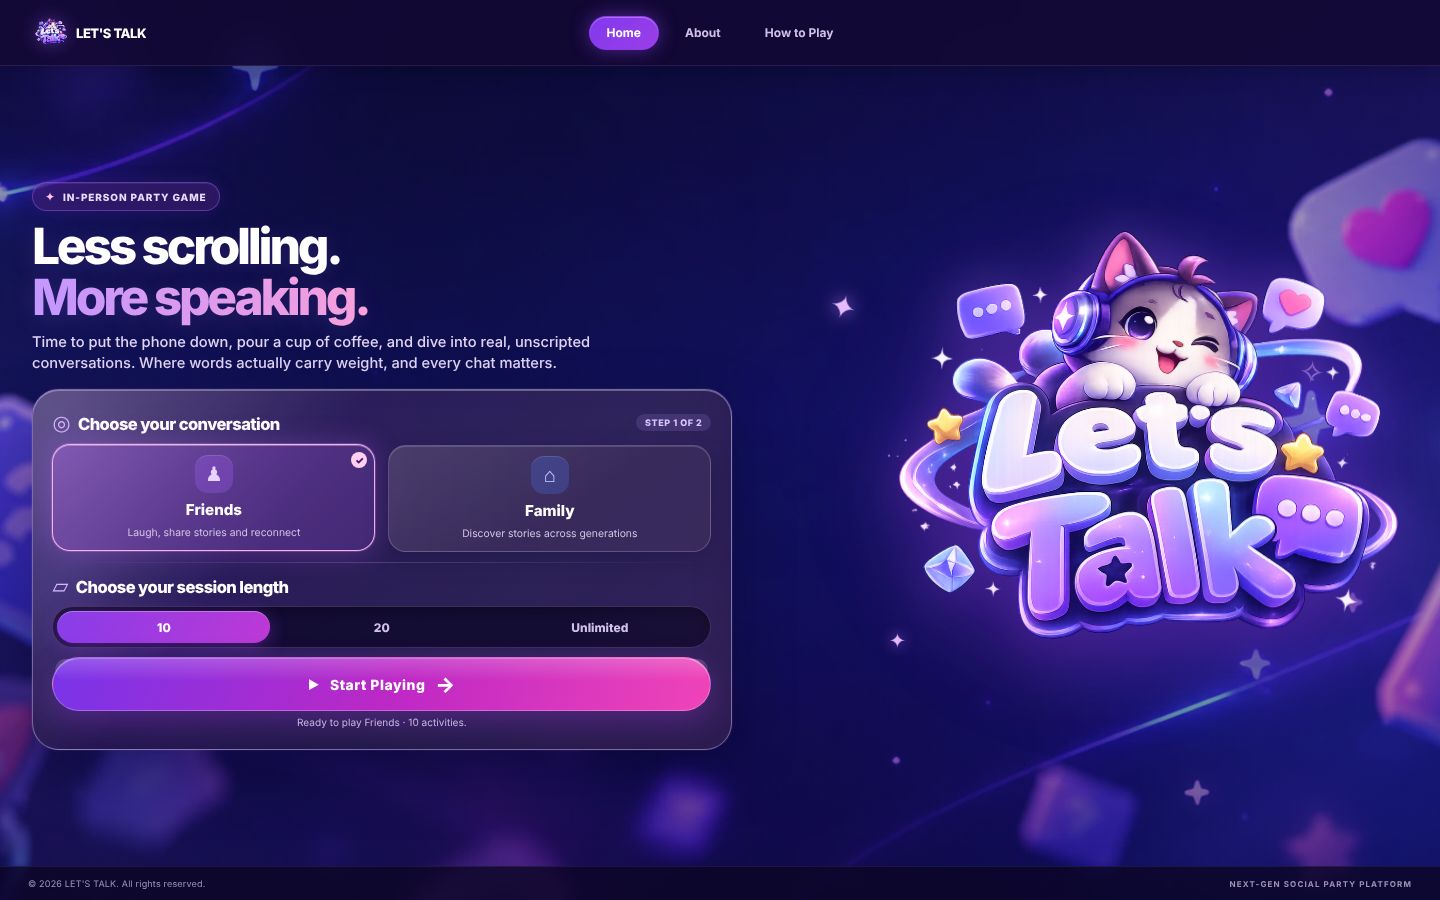 LET'S TALK
Home
About
How to Play
IN-PERSON PARTY GAME
Less scrolling.
More speaking.
Time to put the phone down, pour a cup of coffee, and dive into real, unscripted
conversations. Where words actually carry weight, and every chat matters.
Choose your conversation
STEP 1 OF 2
Friends
Laugh, share stories and reconnect
Family
Discover stories across generations
Choose your session length
10
20
Unlimited
Start Playing
Ready to play Friends · 10 activities.
Let's
Talk
© 2026 LET'S TALK. All rights reserved.
NEXT-GEN SOCIAL PARTY PLATFORM